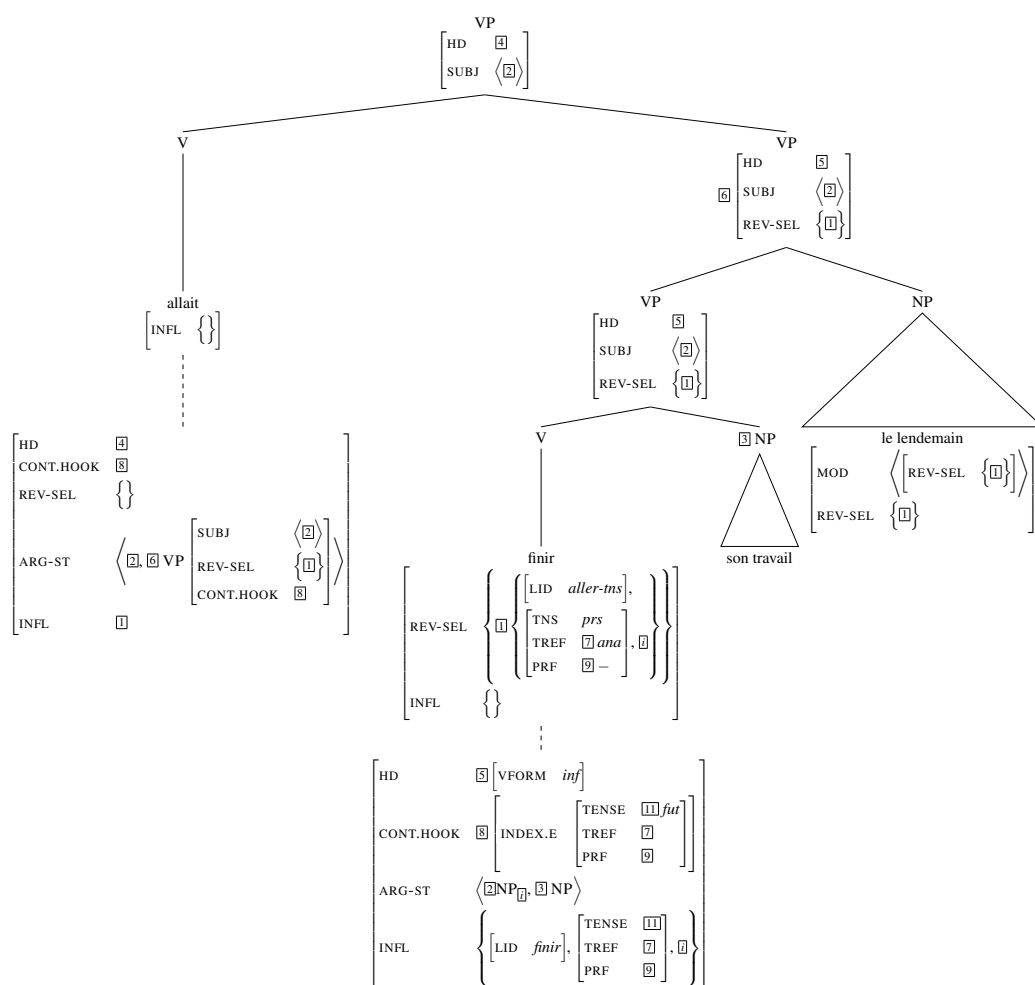 VP
HD 4
SUBJ ⟨2⟩
V VP
HD 5
6 SUBJ ⟨2⟩
REV-SEL {1}
allait VP NP
INFL {}
HD 5
SUBJ ⟨2⟩
REV-SEL {1}
V 3 NP le lendemain
HD 4
CONT.HOOK 8
REV-SEL {}
ARG-ST ⟨2, 6 VP [SUBJ ⟨2⟩
REV-SEL {1}
CONT.HOOK 8]⟩
INFL 1
MOD ⟨[REV-SEL {1}]⟩
REV-SEL {1}
finir son travail
REV-SEL {1 {[LID aller-tns],
[TNS prs
TREF 7 ana
PRF 9 –], i}}
INFL {}
HD 5 [VFORM inf]
CONT.HOOK 8 [INDEX.E [TENSE 11 fut
TREF 7
PRF 9]]
ARG-ST ⟨2NPi, 3 NP⟩
INFL {[LID finir], [TENSE 11
TREF 7
PRF 9], i}